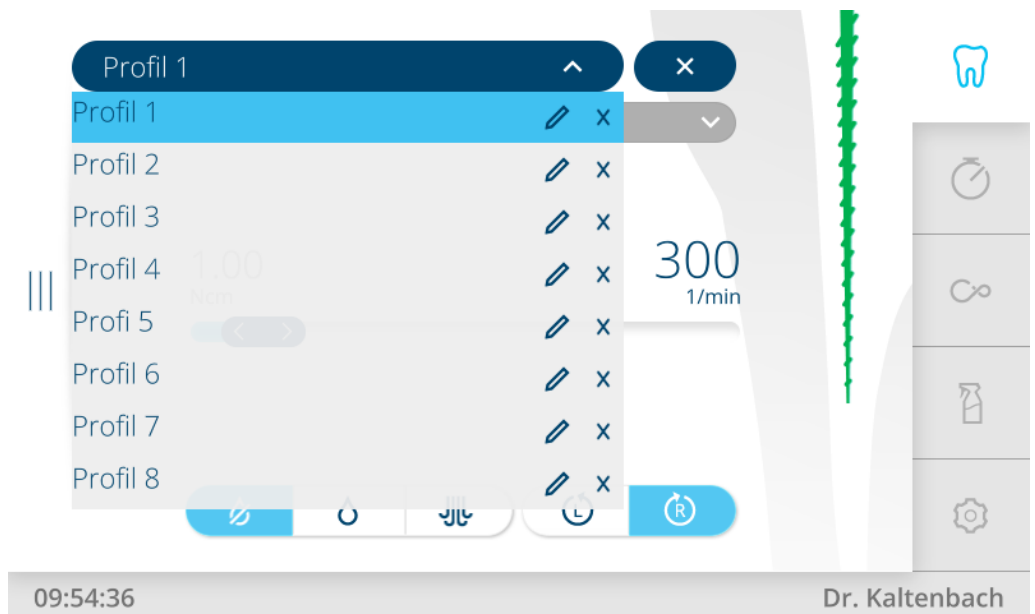 Profil 1
Profil 1
Profil 2
Profil 3
Profil 4
1.00
Ncm
300
1/min
Profi 5
Profil 6
Profil 7
Profil 8
L
R
09:54:36
Dr. Kaltenbach